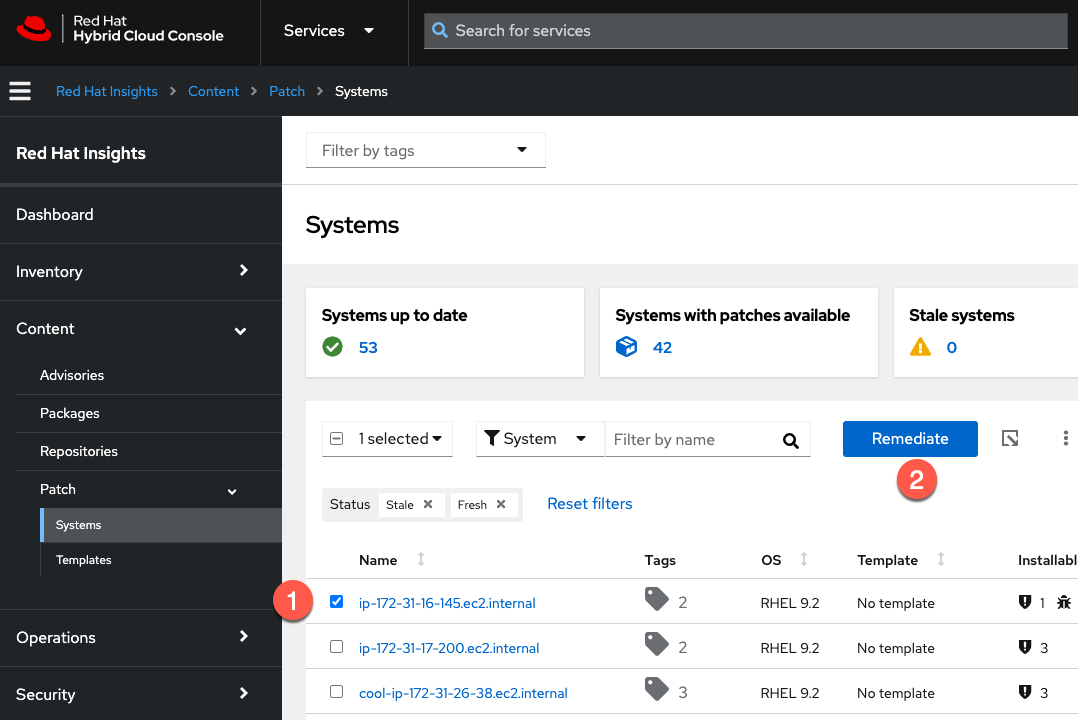 Red Hat
Hybrid Cloud Console
Services
Search for services
Red Hat Insights > Content > Patch > Systems
Red Hat Insights
Dashboard
Inventory
Content
Advisories
Packages
Repositories
Patch
Systems
Templates
Operations
Security
Filter by tags
Systems
Systems up to date
53
Systems with patches available
42
Stale systems
0
1 selected
System
Filter by name
Remediate
2
Status Stale Fresh Reset filters
Name Tags OS Template Installabl
1
ip-172-31-16-145.ec2.internal 2 RHEL 9.2 No template 1
ip-172-31-17-200.ec2.internal 2 RHEL 9.2 No template 3
cool-ip-172-31-26-38.ec2.internal 3 RHEL 9.2 No template 3